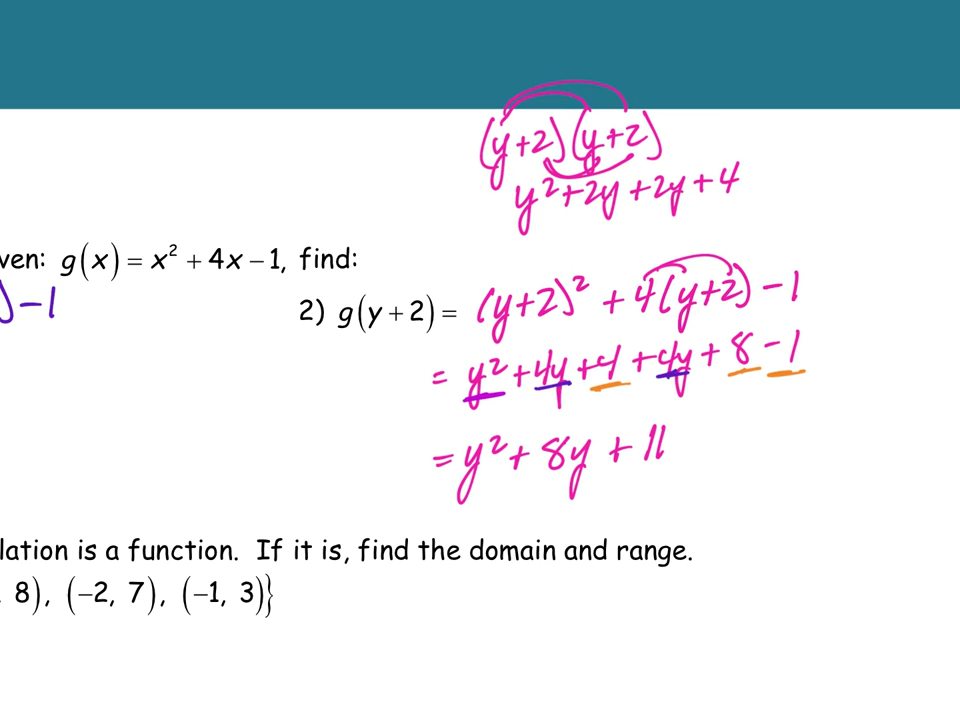 (y+2)(y+2)
y²+2y+2y+4
ven: g(x) = x² + 4x − 1, find:
)−1
2) g(y + 2) = (y+2)² + 4(y+2) − 1
= y² + 4y + 4 + 4y + 8 − 1
= y² + 8y + 11
lation is a function. If it is, find the domain and range.
8), (−2, 7), (−1, 3)}